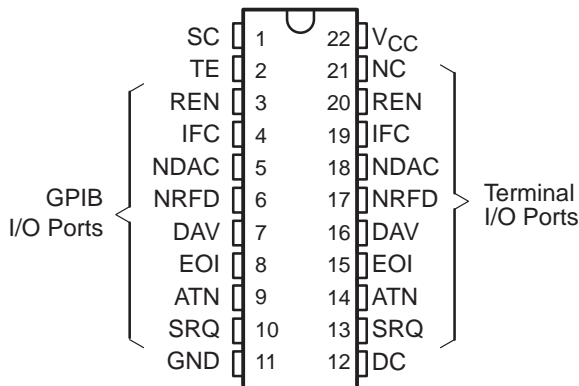 SC 1 22 VCC
TE 2 21 NC
REN 3 20 REN
IFC 4 19 IFC
NDAC 5 18 NDAC
NRFD 6 17 NRFD
DAV 7 16 DAV
EOI 8 15 EOI
ATN 9 14 ATN
SRQ 10 13 SRQ
GND 11 12 DC
GPIB
I/O Ports
Terminal
I/O Ports